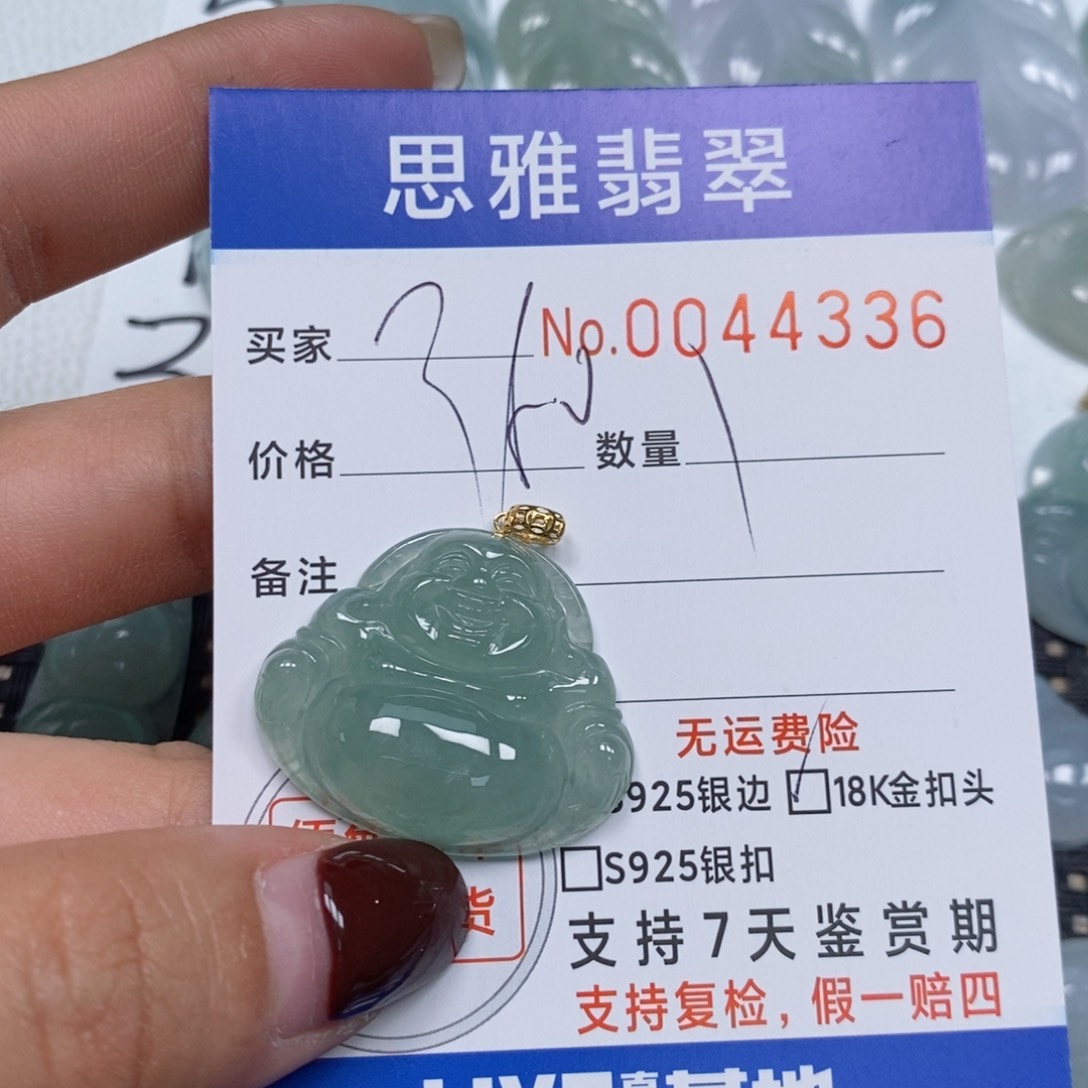 思雅翡翠
买家 No.0044336
价格 数量
备注
无运费险
925银边 18K金扣头
S925银扣
支持7天鉴赏期
货
支持复检,假一赔四